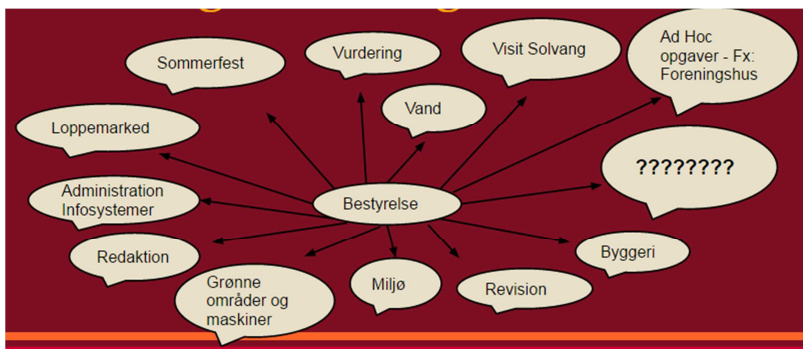 Sommerfest
Vurdering
Visit Solvang
Ad Hoc
opgaver - Fx:
Foreningshus
Vand
Loppemarked
????????
Administration
Infosystemer
Bestyrelse
Redaktion
Byggeri
Grønne
områder og
maskiner
Miljø
Revision